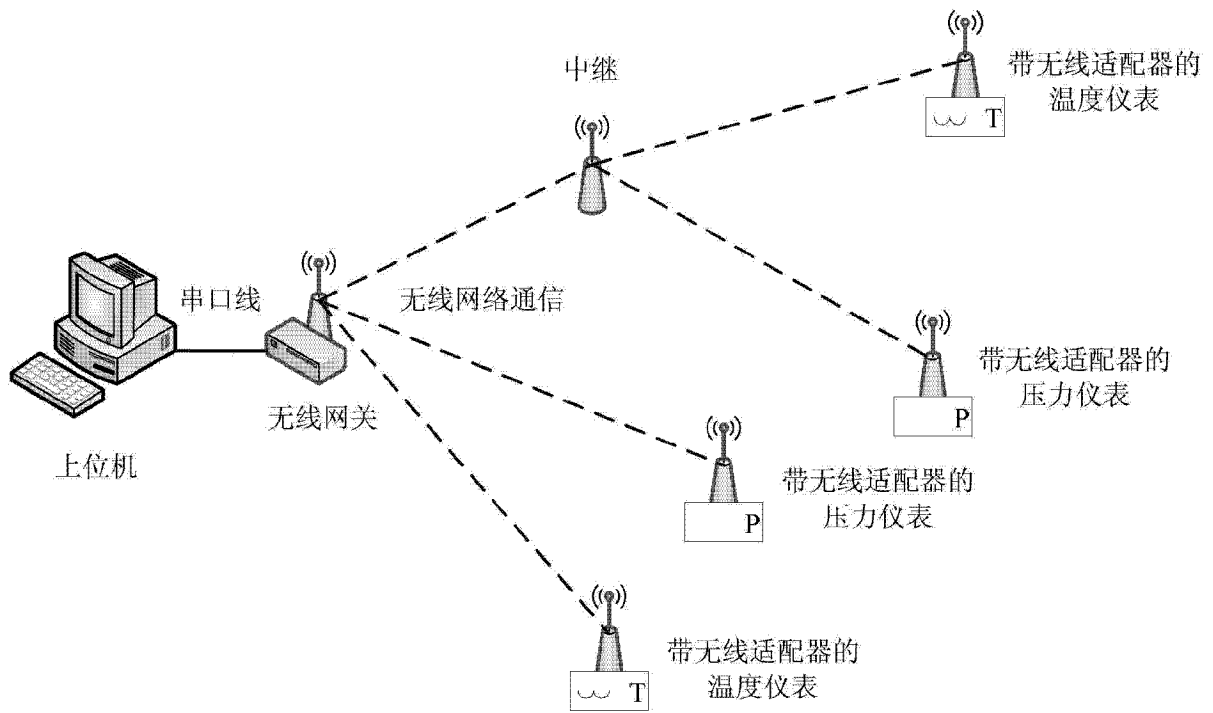 中继
带无线适配器的
温度仪表
T
串口线
无线网络通信
无线网关
上位机
带无线适配器的
压力仪表
P
带无线适配器的
压力仪表
P
带无线适配器的
温度仪表
T